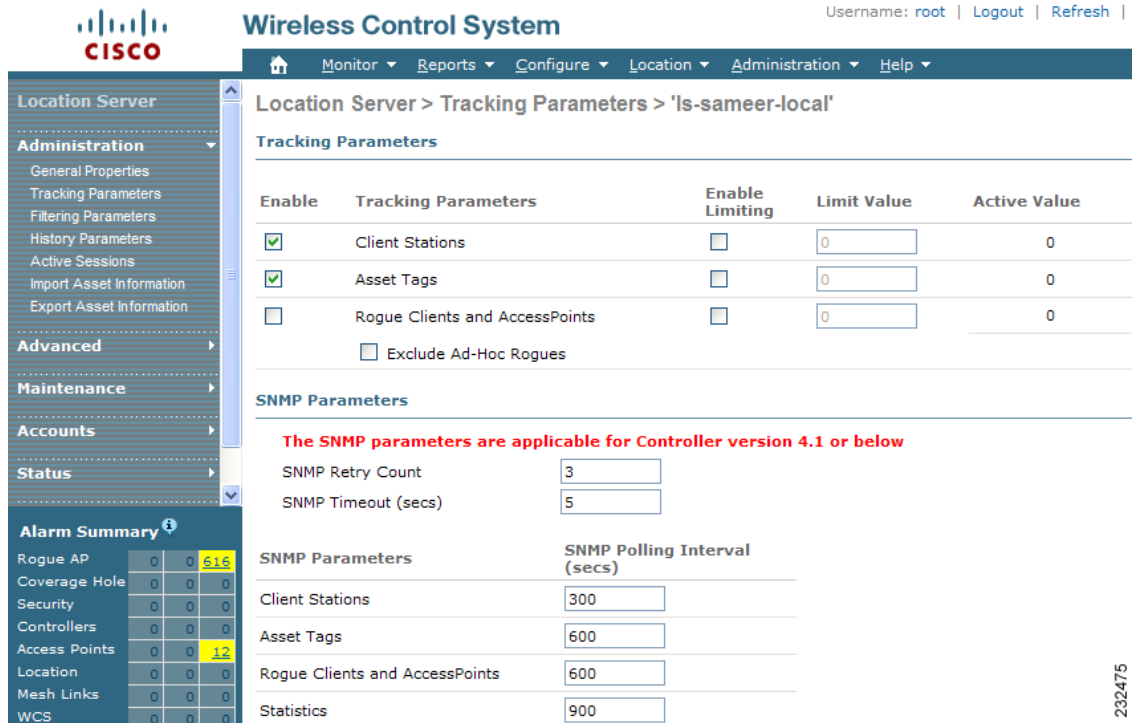 CISCO
Wireless Control System
Username: root | Logout | Refresh |
Monitor Reports Configure Location Administration Help
Location Server
Administration
General Properties
Tracking Parameters
Filtering Parameters
History Parameters
Active Sessions
Import Asset Information
Export Asset Information
Advanced
Maintenance
Accounts
Status
Alarm Summary
Rogue AP 0 0 616
Coverage Hole 0 0 0
Security 0 0 0
Controllers 0 0 0
Access Points 0 0 12
Location 0 0 0
Mesh Links 0 0 0
WCS 0 0 0
Location Server > Tracking Parameters > 'ls-sameer-local'
Tracking Parameters
Enable Tracking Parameters Enable Limiting Limit Value Active Value
Client Stations 0 0
Asset Tags 0 0
Rogue Clients and AccessPoints 0 0
Exclude Ad-Hoc Rogues
SNMP Parameters
The SNMP parameters are applicable for Controller version 4.1 or below
SNMP Retry Count 3
SNMP Timeout (secs) 5
SNMP Parameters SNMP Polling Interval (secs)
Client Stations 300
Asset Tags 600
Rogue Clients and AccessPoints 600
Statistics 900
232475